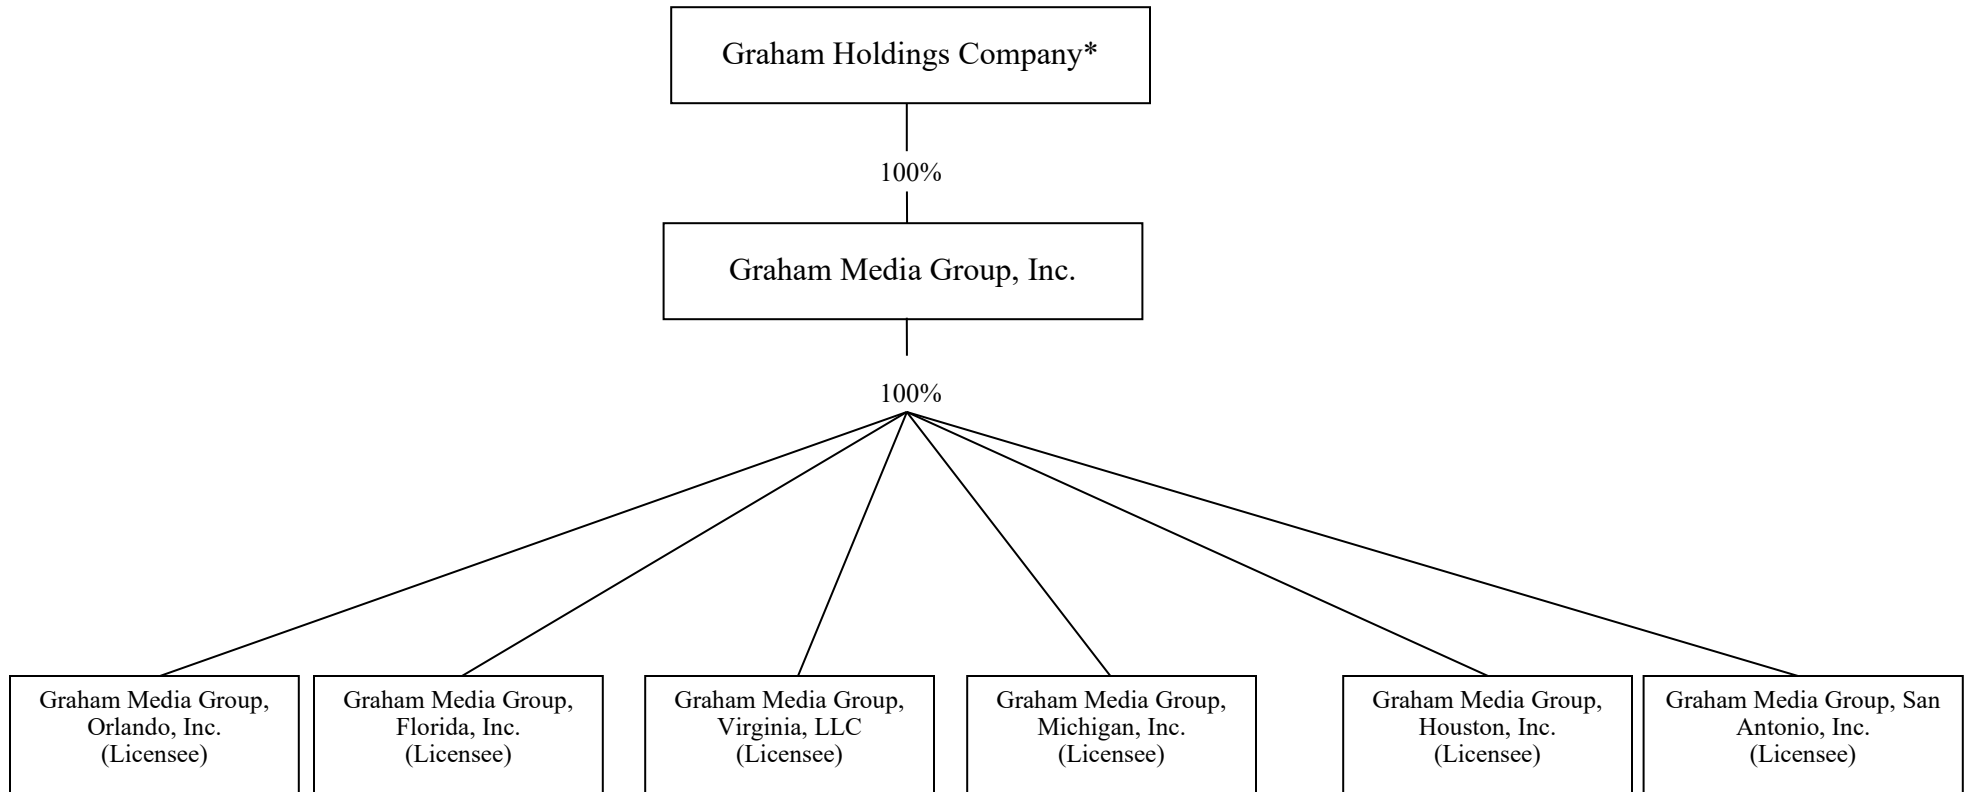 Graham Holdings Company*
100%
Graham Media Group, Inc.
100%
Graham Media Group,
Orlando, Inc.
(Licensee)
Graham Media Group,
Florida, Inc.
(Licensee)
Graham Media Group,
Virginia, LLC
(Licensee)
Graham Media Group,
Michigan, Inc.
(Licensee)
Graham Media Group,
Houston, Inc.
(Licensee)
Graham Media Group, San
Antonio, Inc.
(Licensee)